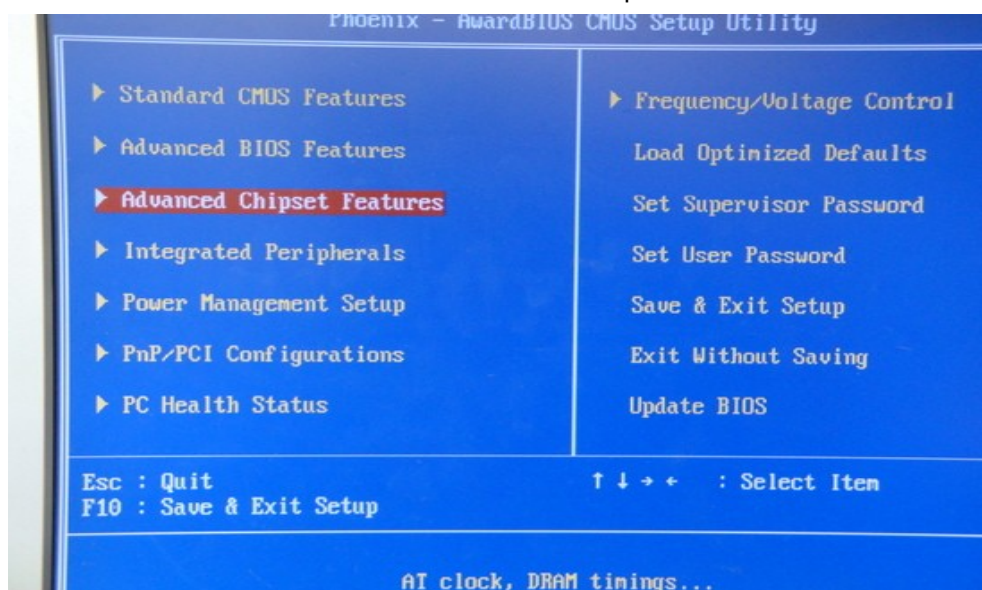 Phoenix - AwardBIOS CMOS Setup Utility
Standard CMOS Features
Advanced BIOS Features
Advanced Chipset Features
Integrated Peripherals
Power Management Setup
PnP/PCI Configurations
PC Health Status
Frequency/Voltage Control
Load Optimized Defaults
Set Supervisor Password
Set User Password
Save & Exit Setup
Exit Without Saving
Update BIOS
Esc : Quit
F10 : Save & Exit Setup
↑ ↓ → ← : Select Item
AT clock, DRAM timings...